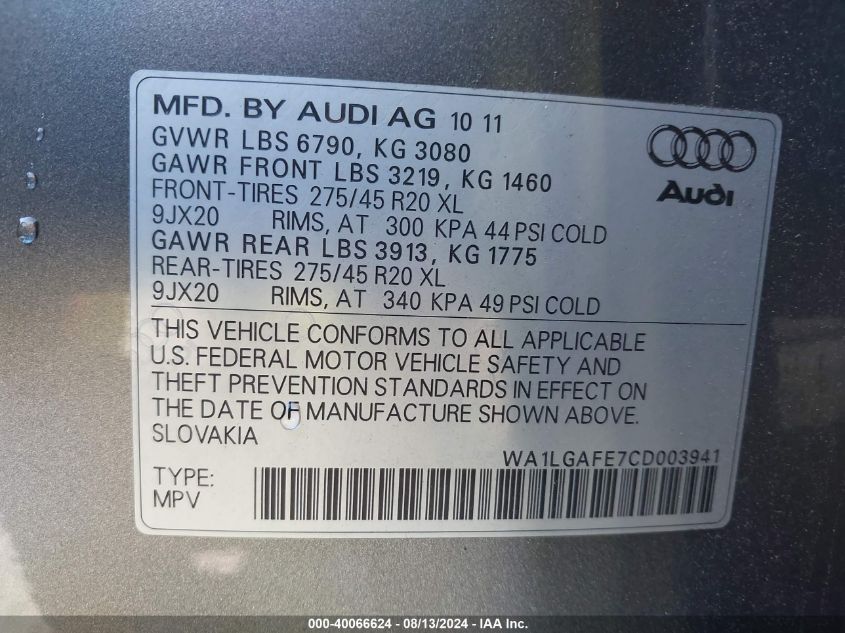 MFD. BY AUDI AG 10 11
GVWR LBS 6790, KG 3080
GAWR FRONT LBS 3219, KG 1460
FRONT-TIRES 275/45 R20 XL
9JX20 RIMS, AT 300 KPA 44 PSI COLD
GAWR REAR LBS 3913, KG 1775
REAR-TIRES 275/45 R20 XL
9JX20 RIMS, AT 340 KPA 49 PSI COLD
Audi
THIS VEHICLE CONFORMS TO ALL APPLICABLE
U.S. FEDERAL MOTOR VEHICLE SAFETY AND
THEFT PREVENTION STANDARDS IN EFFECT ON
THE DATE OF MANUFACTURE SHOWN ABOVE.
SLOVAKIA
WA1LGAFE7CD003941
TYPE:
MPV
000-40066624 - 08/13/2024 - IAA Inc.